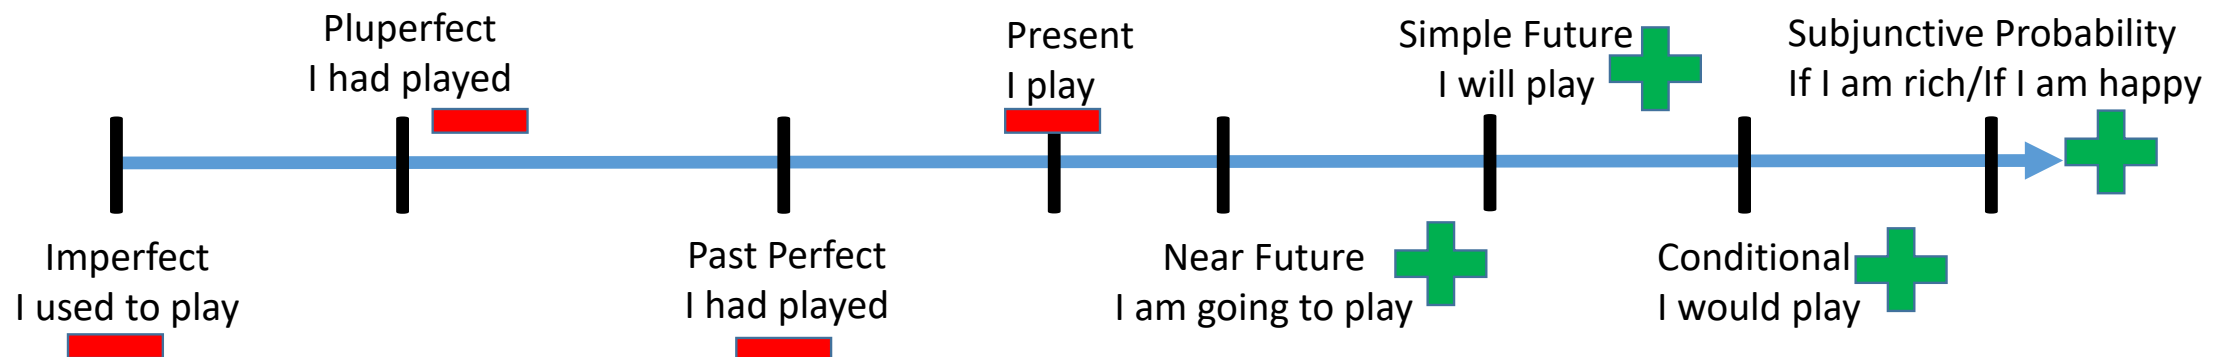 Pluperfect
I had played
Present
I play
Simple Future
I will play
Subjunctive Probability
If I am rich/If I am happy
Imperfect
I used to play
Past Perfect
I had played
Near Future
I am going to play
Conditional
I would play